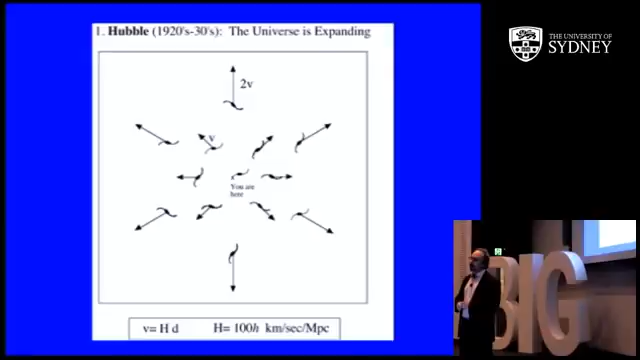 1. Hubble (1920's-30's): The Universe is Expanding
THE UNIVERSITY OF
SYDNEY
2v
v
You are
here
BIG
v= H d
H= 100h km/sec/Mpc